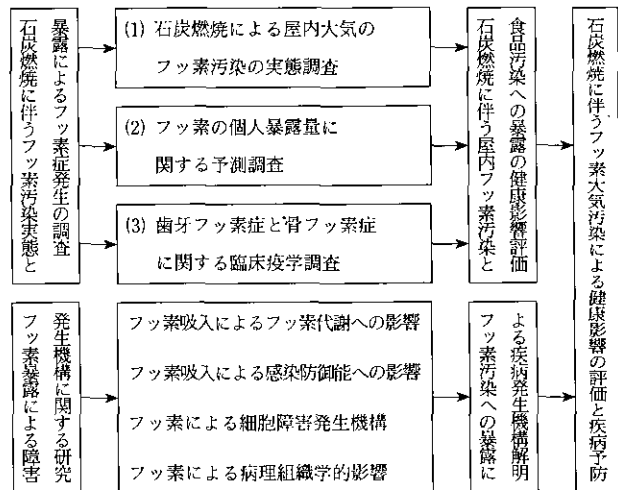 石炭燃焼に伴うフッ素汚染実態と
暴露によるフッ素症発生の調査
(1) 石炭燃焼による屋内大気の
フッ素汚染の実態調査
(2) フッ素の個人暴露量に
関する予測調査
(3) 歯牙フッ素症と骨フッ素症
に関する臨床疫学調査
石炭燃焼に伴う屋内フッ素汚染と
食品汚染への暴露の健康影響評価
フッ素暴露による障害
発生機構に関する研究
フッ素吸入によるフッ素代謝への影響
フッ素吸入による感染防御能への影響
フッ素による細胞障害発生機構
フッ素による病理組織学的影響
フッ素汚染への暴露に
よる疾病発生機構解明
石炭燃焼に伴うフッ素大気汚染による健康影響の評価と疾病予防